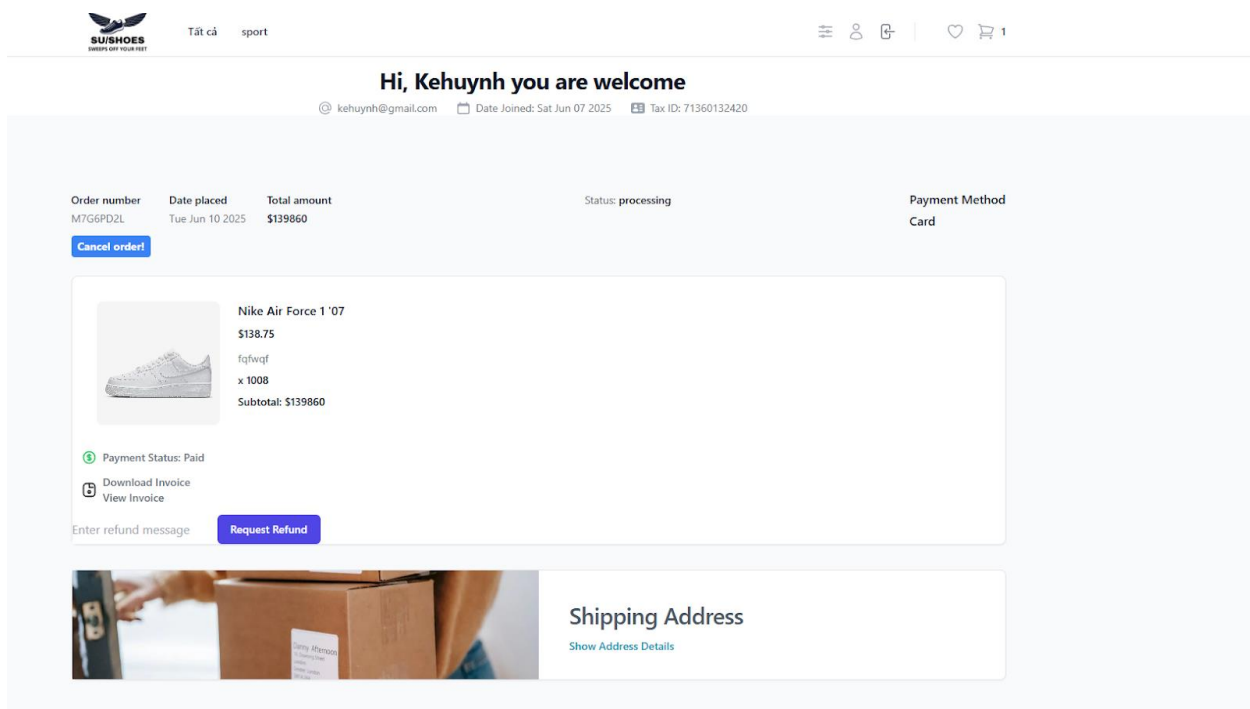 SU/SHOES
SWEEPS OFF YOUR FEET
Tất cả
sport
1
Hi, Kehuynh you are welcome
kehuynh@gmail.com
Date Joined: Sat Jun 07 2025
Tax ID: 71360132420
Order number
M7G6PD2L
Date placed
Tue Jun 10 2025
Total amount
$139860
Status: processing
Payment Method
Card
Cancel order!
Nike Air Force 1 '07
$138.75
fqfwqf
x 1008
Subtotal: $139860
Payment Status: Paid
Download Invoice
View Invoice
Enter refund message
Request Refund
Danny Afternoon
Shipping Address
Show Address Details